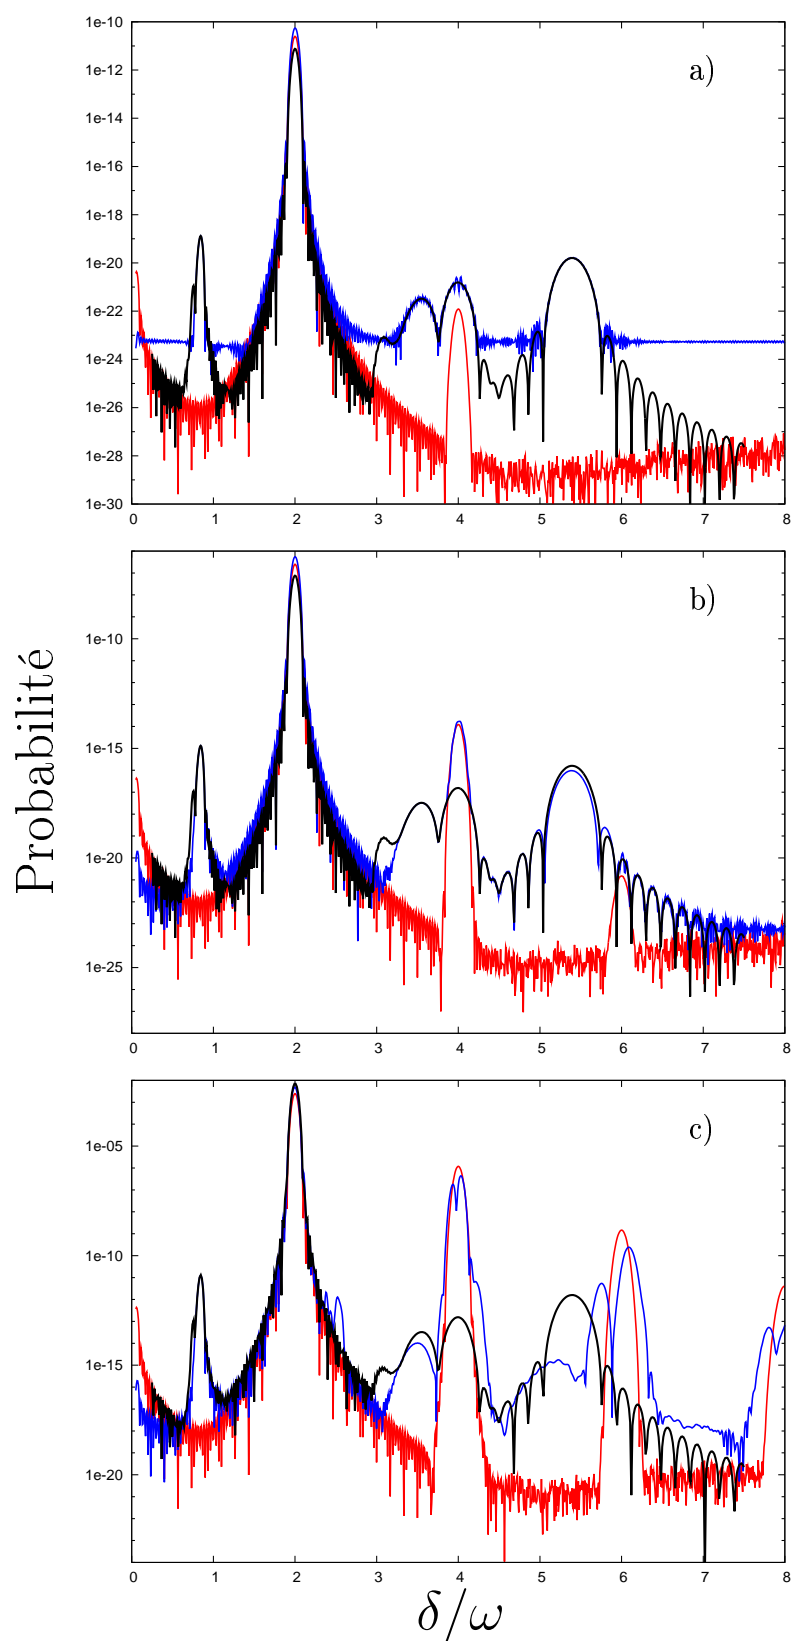 1e-10
a)
1e-12
1e-14
1e-16
1e-18
1e-20
1e-22
1e-24
1e-26
1e-28
1e-30
0 1 2 3 4 5 6 7 8
b)
1e-10
1e-15
1e-20
1e-25
0 1 2 3 4 5 6 7 8
Probabilité
c)
1e-05
1e-10
1e-15
1e-20
0 1 2 3 4 5 6 7 8
δ/ω